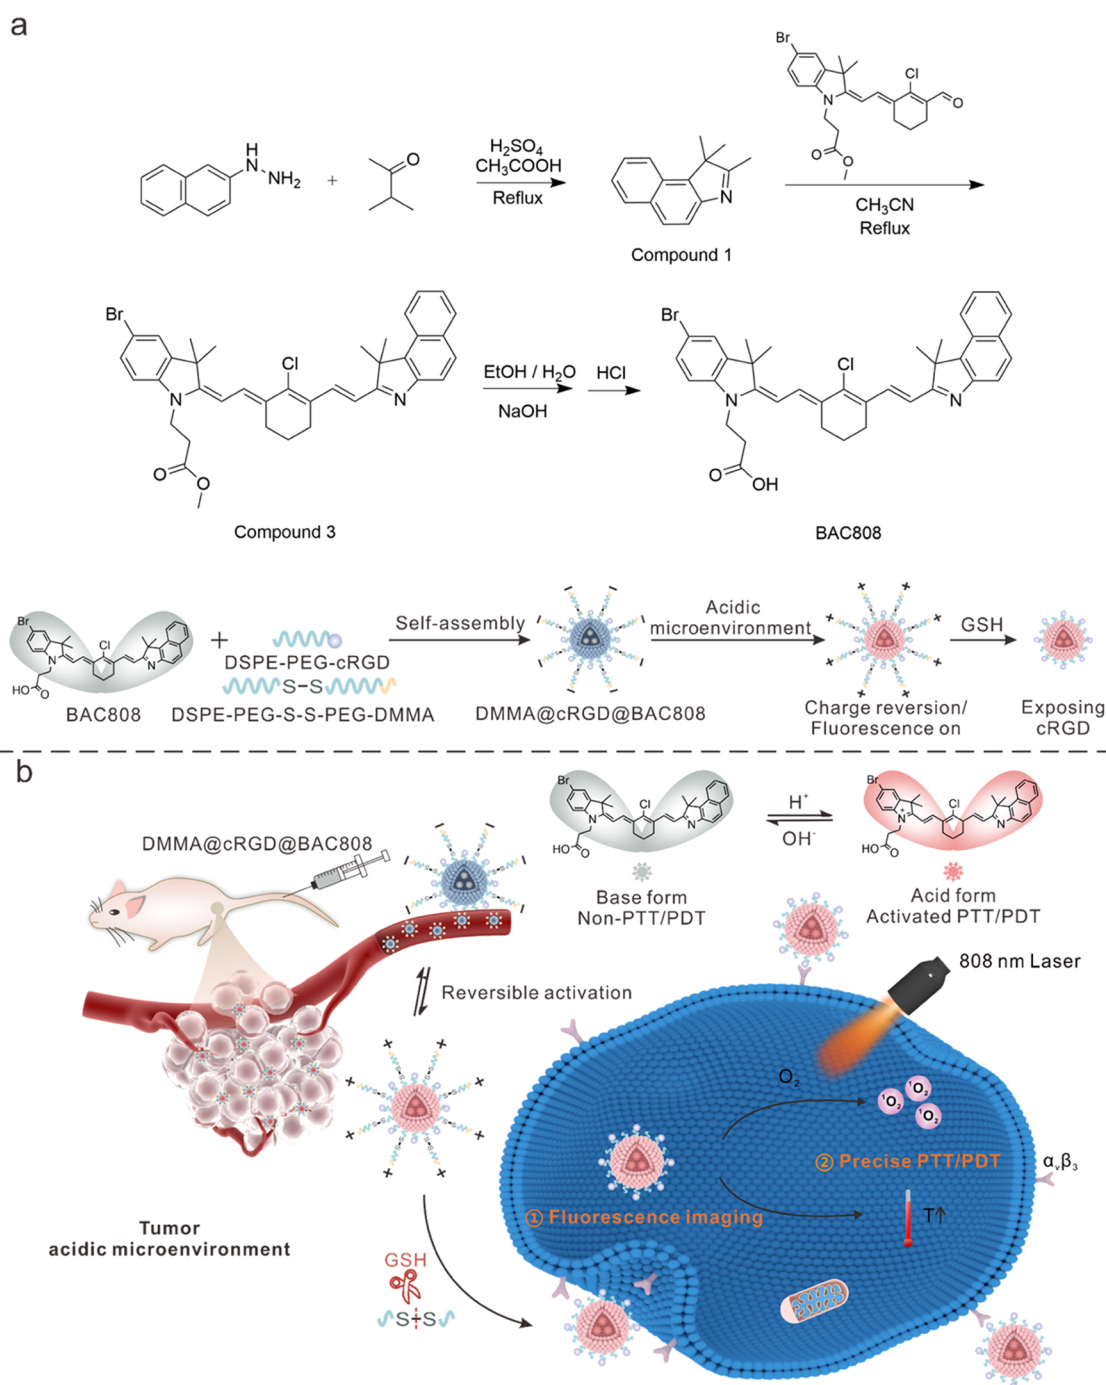 a
Br
Cl
N
O
O
O
H
N
NH₂
+
O
H₂SO₄
CH₃COOH
Reflux
N
Compound 1
CH₃CN
Reflux
Br
Cl
N
N
O
O
Compound 3
EtOH / H₂O
NaOH
HCl
Br
Cl
N
N
O
OH
BAC808
Br
Cl
N
N
HO
O
BAC808
+
DSPE-PEG-cRGD
S-S
DSPE-PEG-S-S-PEG-DMMA
Self-assembly
DMMA@cRGD@BAC808
Acidic
microenvironment
Charge reversion/
Fluorescence on
GSH
Exposing
cRGD
b
DMMA@cRGD@BAC808
Br
Cl
N
N
HO
O
Base form
Non-PTT/PDT
H⁺
OH⁻
Br
Cl
N⁺
N
HO
O
Acid form
Activated PTT/PDT
808 nm Laser
Reversible activation
O₂
¹O₂
¹O₂
¹O₂
② Precise PTT/PDT
αᵥβ₃
① Fluorescence imaging
T↑
Tumor
acidic microenvironment
GSH
S S